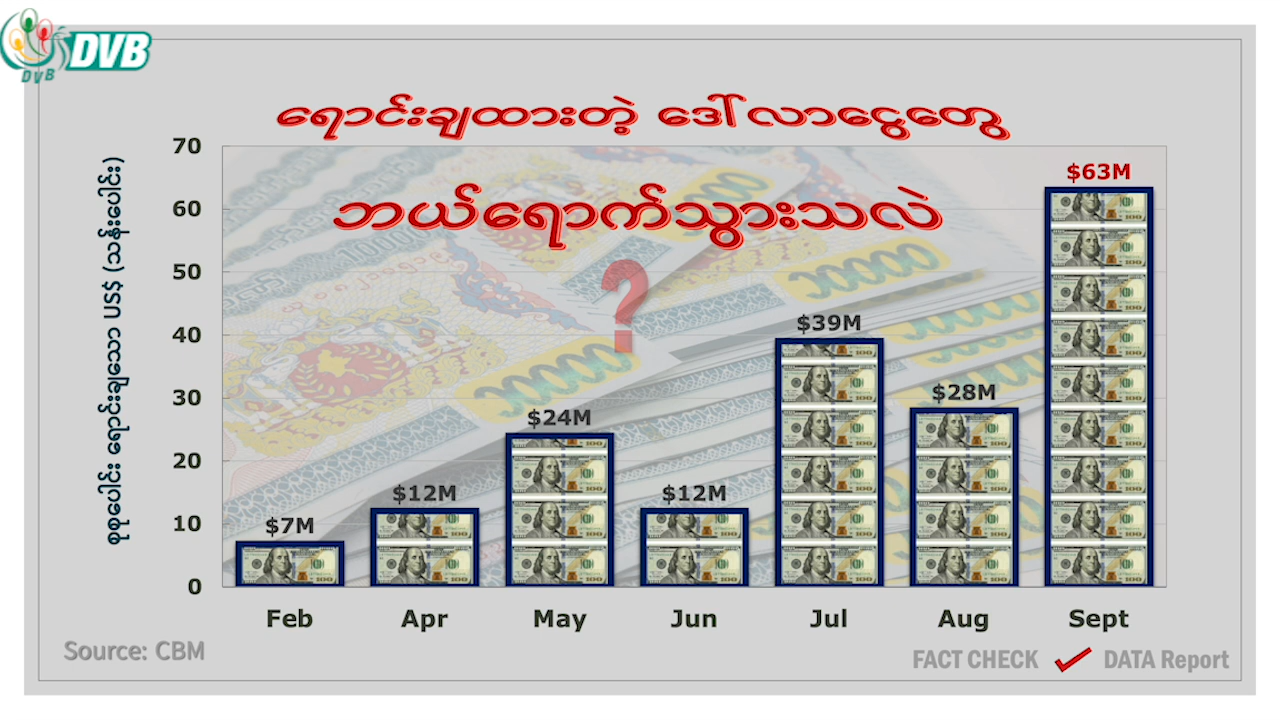 DVB
DVB
ရောင်းချထားတဲ့ ဒေါ်လာငွေတွေ
ဘယ်ရောက်သွားသလဲ
?
စုစုပေါင်း ရောင်းချသော US$ (သန်းပေါင်း)
70
60
50
40
30
20
10
0
$7M
$12M
$24M
$12M
$39M
$28M
$63M
Feb Apr May Jun Jul Aug Sept
Source: CBM
FACT CHECK DATA Report